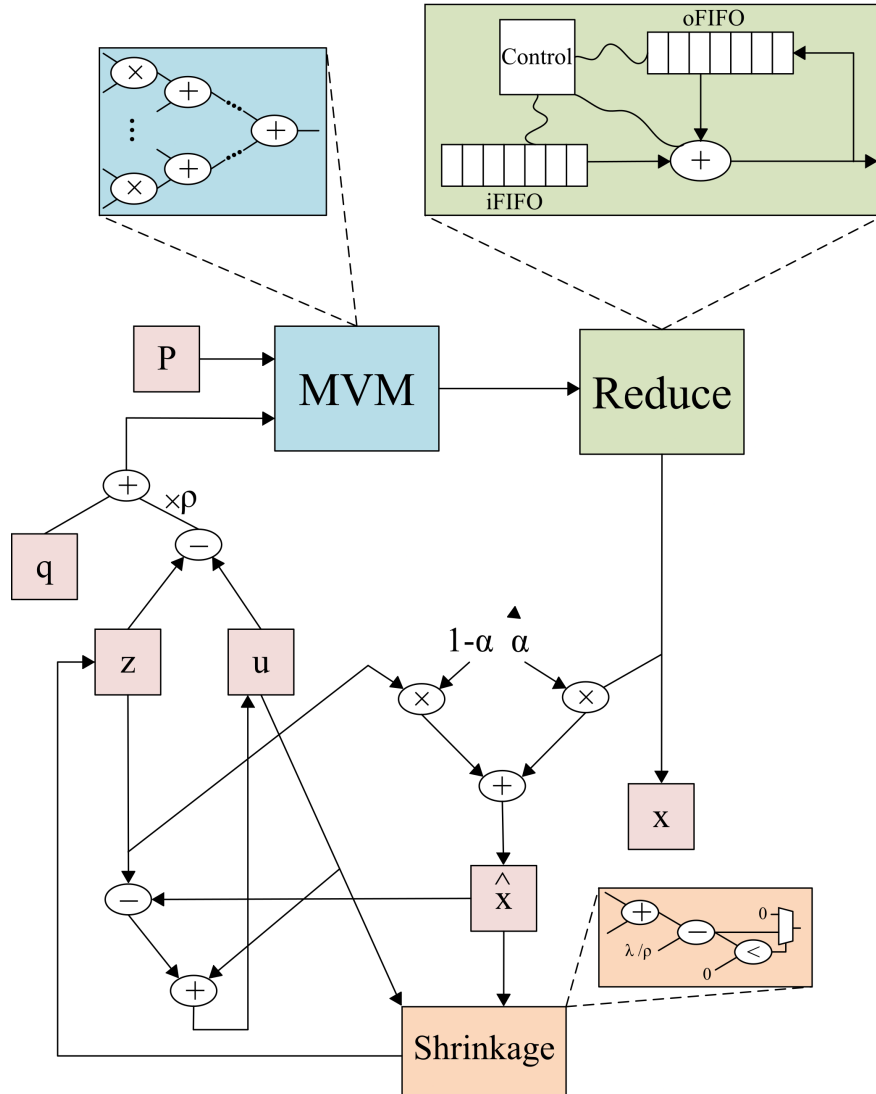 oFIFO
Control
×
+
+
+
×
+
iFIFO
P
MVM
Reduce
+
×ρ
−
q
z
u
1-α α
×
×
+
x
x̂
−
+
0
+
−
λ/ρ
<
0
+
Shrinkage